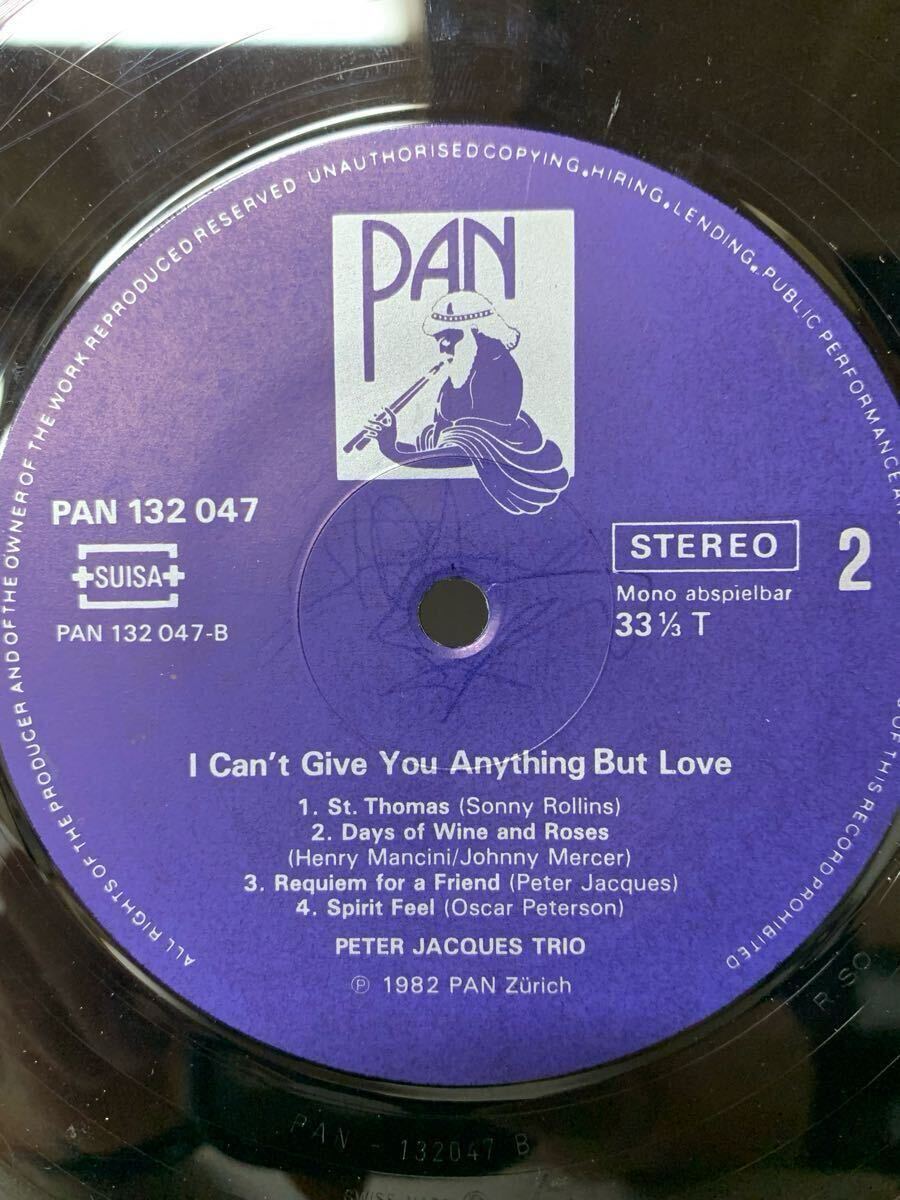 ALL RIGHTS OF THE PRODUCER AND OF THE OWNER OF THE WORK REPRODUCED RESERVED UNAUTHORISED COPYING, HIRING, LENDING, PUBLIC PERFORMANCE
OF THIS RECORD PROHIBITED
PAN
PAN 132 047
SUISA
PAN 132 047-B
STEREO
2
Mono abspielbar
33 ⅓ T
I Can't Give You Anything But Love
1. St. Thomas (Sonny Rollins)
2. Days of Wine and Roses
(Henry Mancini/Johnny Mercer)
3. Requiem for a Friend (Peter Jacques)
4. Spirit Feel (Oscar Peterson)
PETER JACQUES TRIO
℗ 1982 PAN Zürich
R SO
PAN - 132047 B